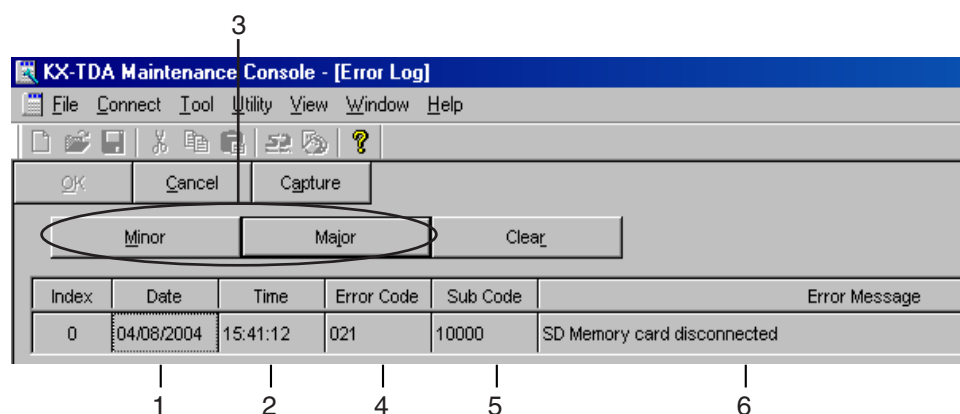 3
KX-TDA Maintenance Console - [Error Log]
File Connect Tool Utility View Window Help
OK Cancel Capture
Minor Major Clear
Index Date Time Error Code Sub Code Error Message
0 04/08/2004 15:41:12 021 10000 SD Memory card disconnected
1 2 4 5 6